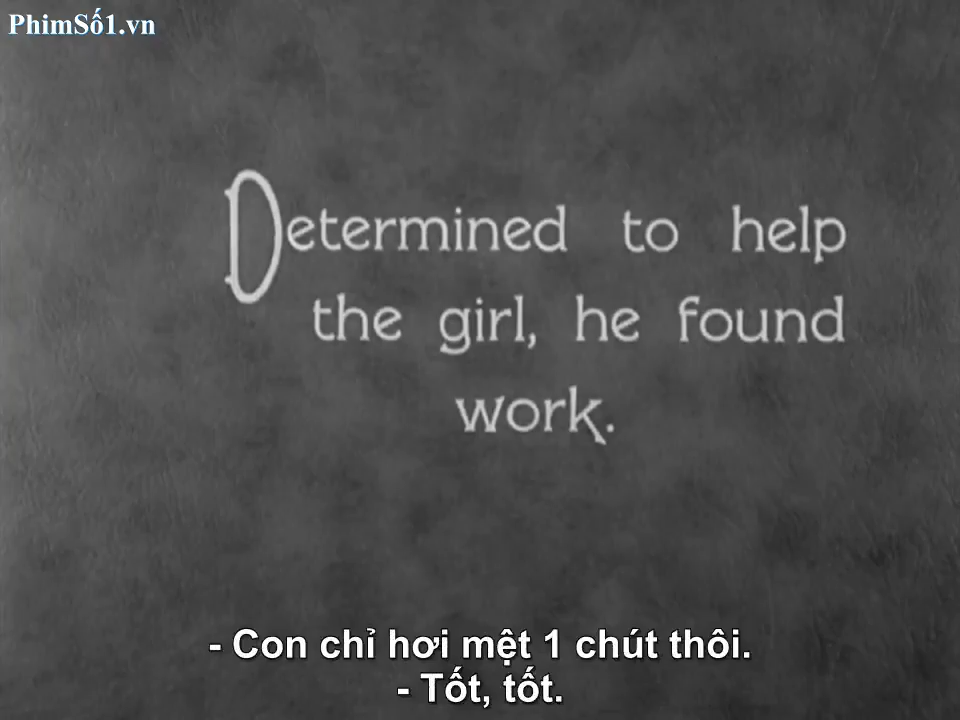 PhimSố1.vn
Determined to help
the girl, he found
work.
- Con chỉ hơi mệt 1 chút thôi.
- Tốt, tốt.